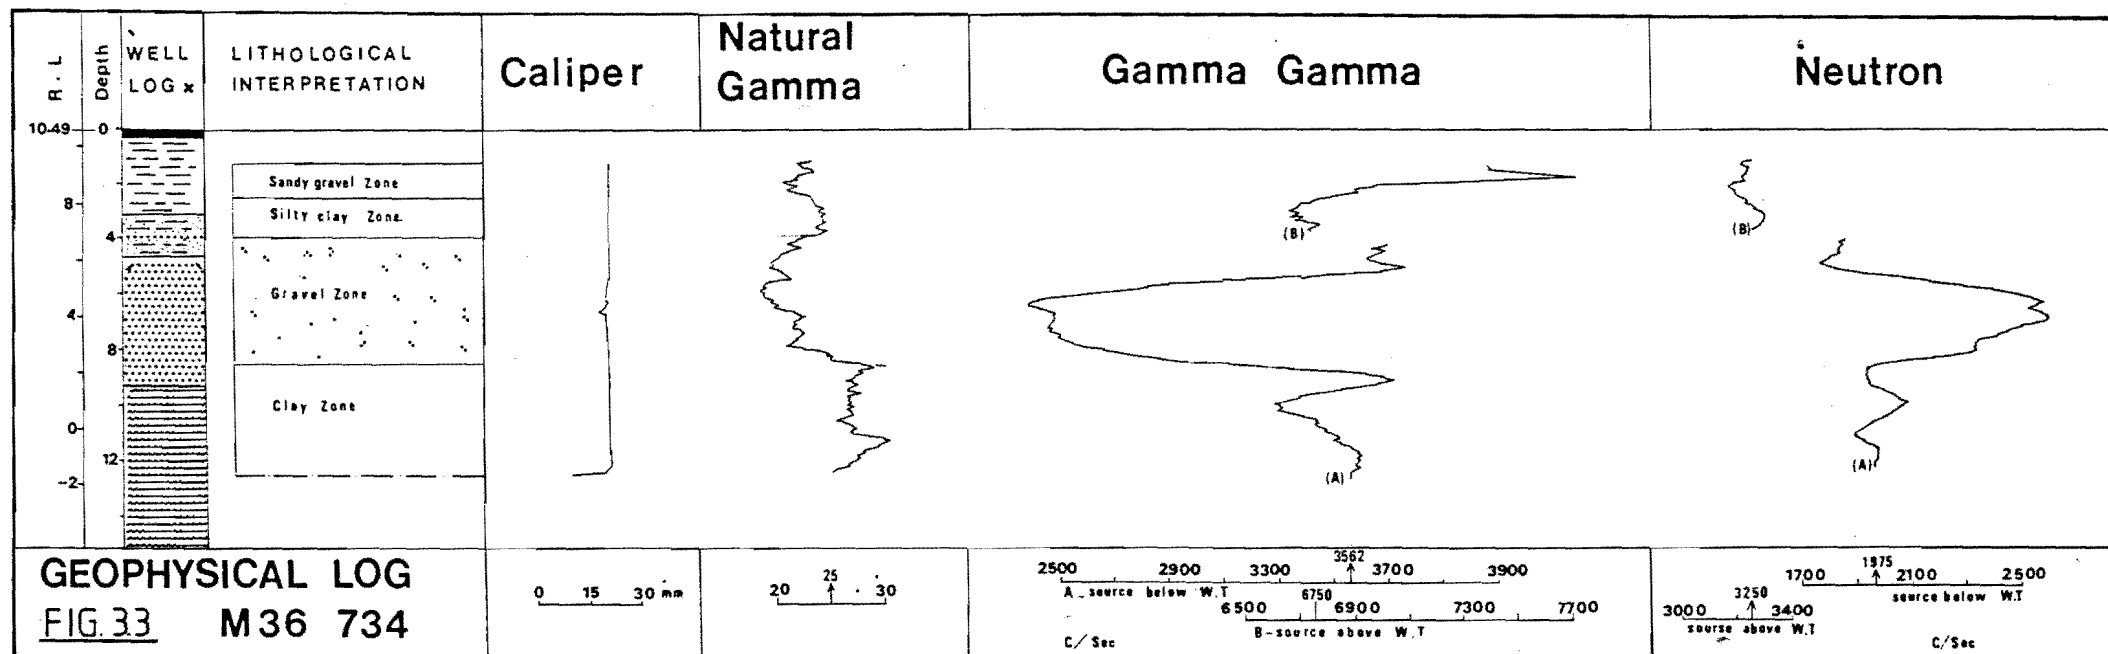 R.L
Depth
WELL
LOG x
LITHOLOGICAL
INTERPRETATION
Caliper
Natural
Gamma
Gamma Gamma
Neutron
10.49
0
8
4
4
8
0
12
-2
Sandy gravel Zone
Silty clay Zone
Gravel Zone
Clay Zone
(B)
(A)
(B)
(A)
GEOPHYSICAL LOG
FIG. 3.3 M36 734
0 15 30 mm
25
20 30
3562
2500 2900 3300 3700 3900
A - source below W.T
6750
6500 6900 7300 7700
B - source above W.T
C/Sec
1975
1700 2100 2500
source below W.T
3250
3000 3400
sourse above W.T
C/Sec